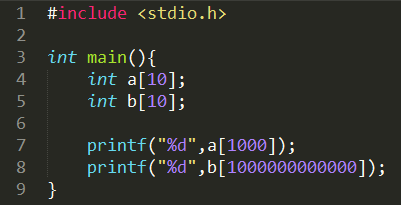 1 #include <stdio.h>
2
3 int main(){
4     int a[10];
5     int b[10];
6
7     printf("%d",a[1000]);
8     printf("%d",b[1000000000000]);
9 }